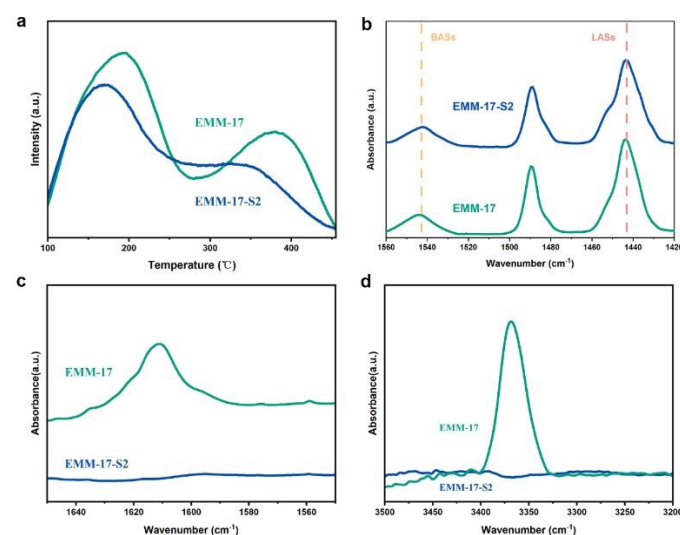 a
Intensity (a.u.)
EMM-17
EMM-17-S2
100 200 300 400
Temperature (℃)
b
BASs
LASs
Absorbance(a.u.)
EMM-17-S2
EMM-17
1560 1540 1520 1500 1480 1460 1440 1420
Wavenumber (cm-1)
c
Absorbance(a.u.)
EMM-17
EMM-17-S2
1640 1620 1600 1580 1560
Wavenumber (cm-1)
d
Absorbance(a.u.)
EMM-17
EMM-17-S2
3500 3450 3400 3350 3300 3250 3200
Wavenumber (cm-1)